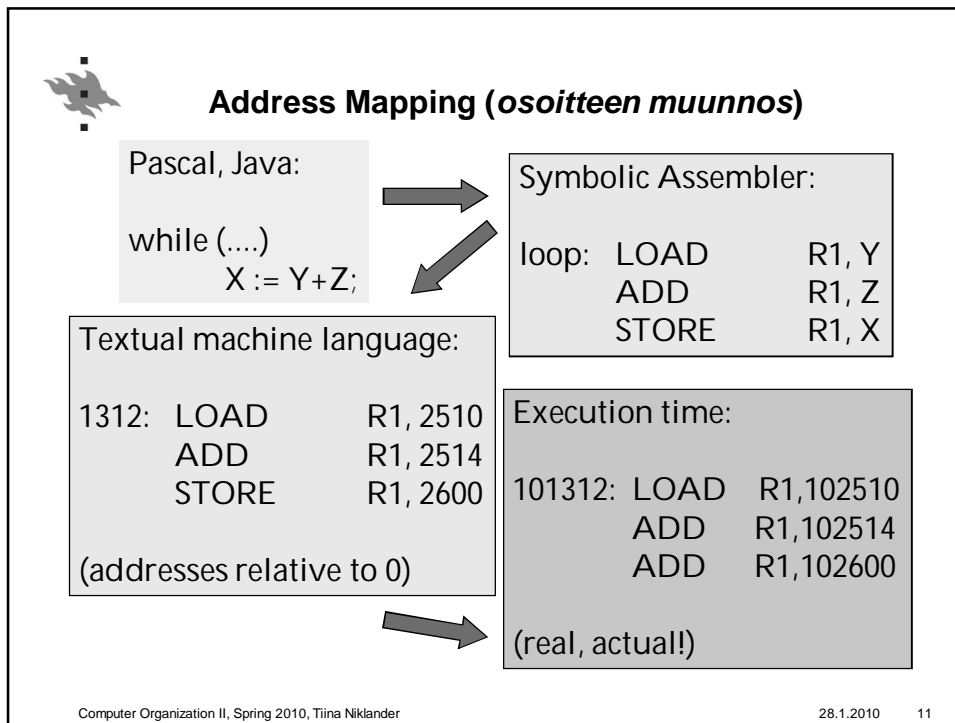 Address Mapping (osoitteen muunnos)
Pascal, Java:
while (....)
X := Y+Z;
Symbolic Assembler:
loop: LOAD R1, Y
ADD R1, Z
STORE R1, X
Textual machine language:
1312: LOAD R1, 2510
ADD R1, 2514
STORE R1, 2600
(addresses relative to 0)
Execution time:
101312: LOAD R1,102510
ADD R1,102514
ADD R1,102600
(real, actual!)
Computer Organization II, Spring 2010, Tiina Niklander 28.1.2010 11